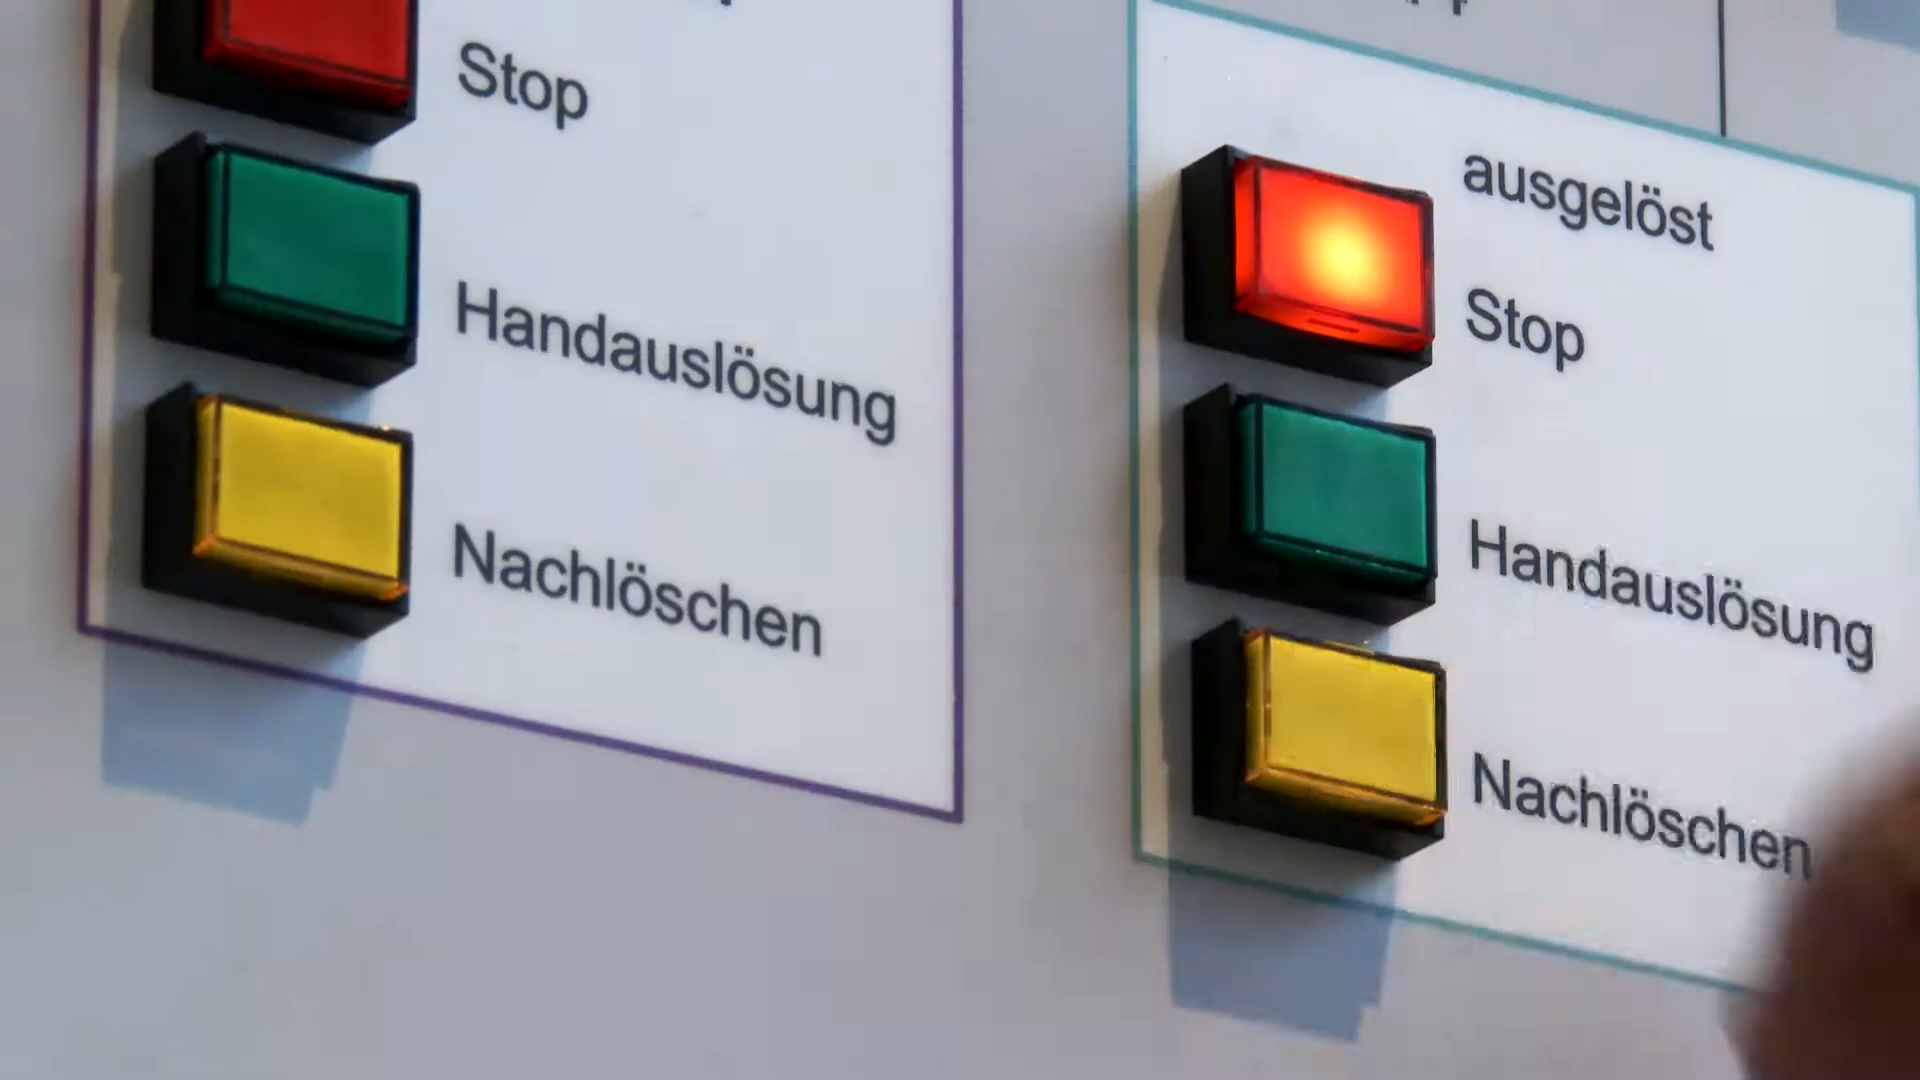 Stop
Handauslösung
Nachlöschen
ausgelöst
Stop
Handauslösung
Nachlöschen